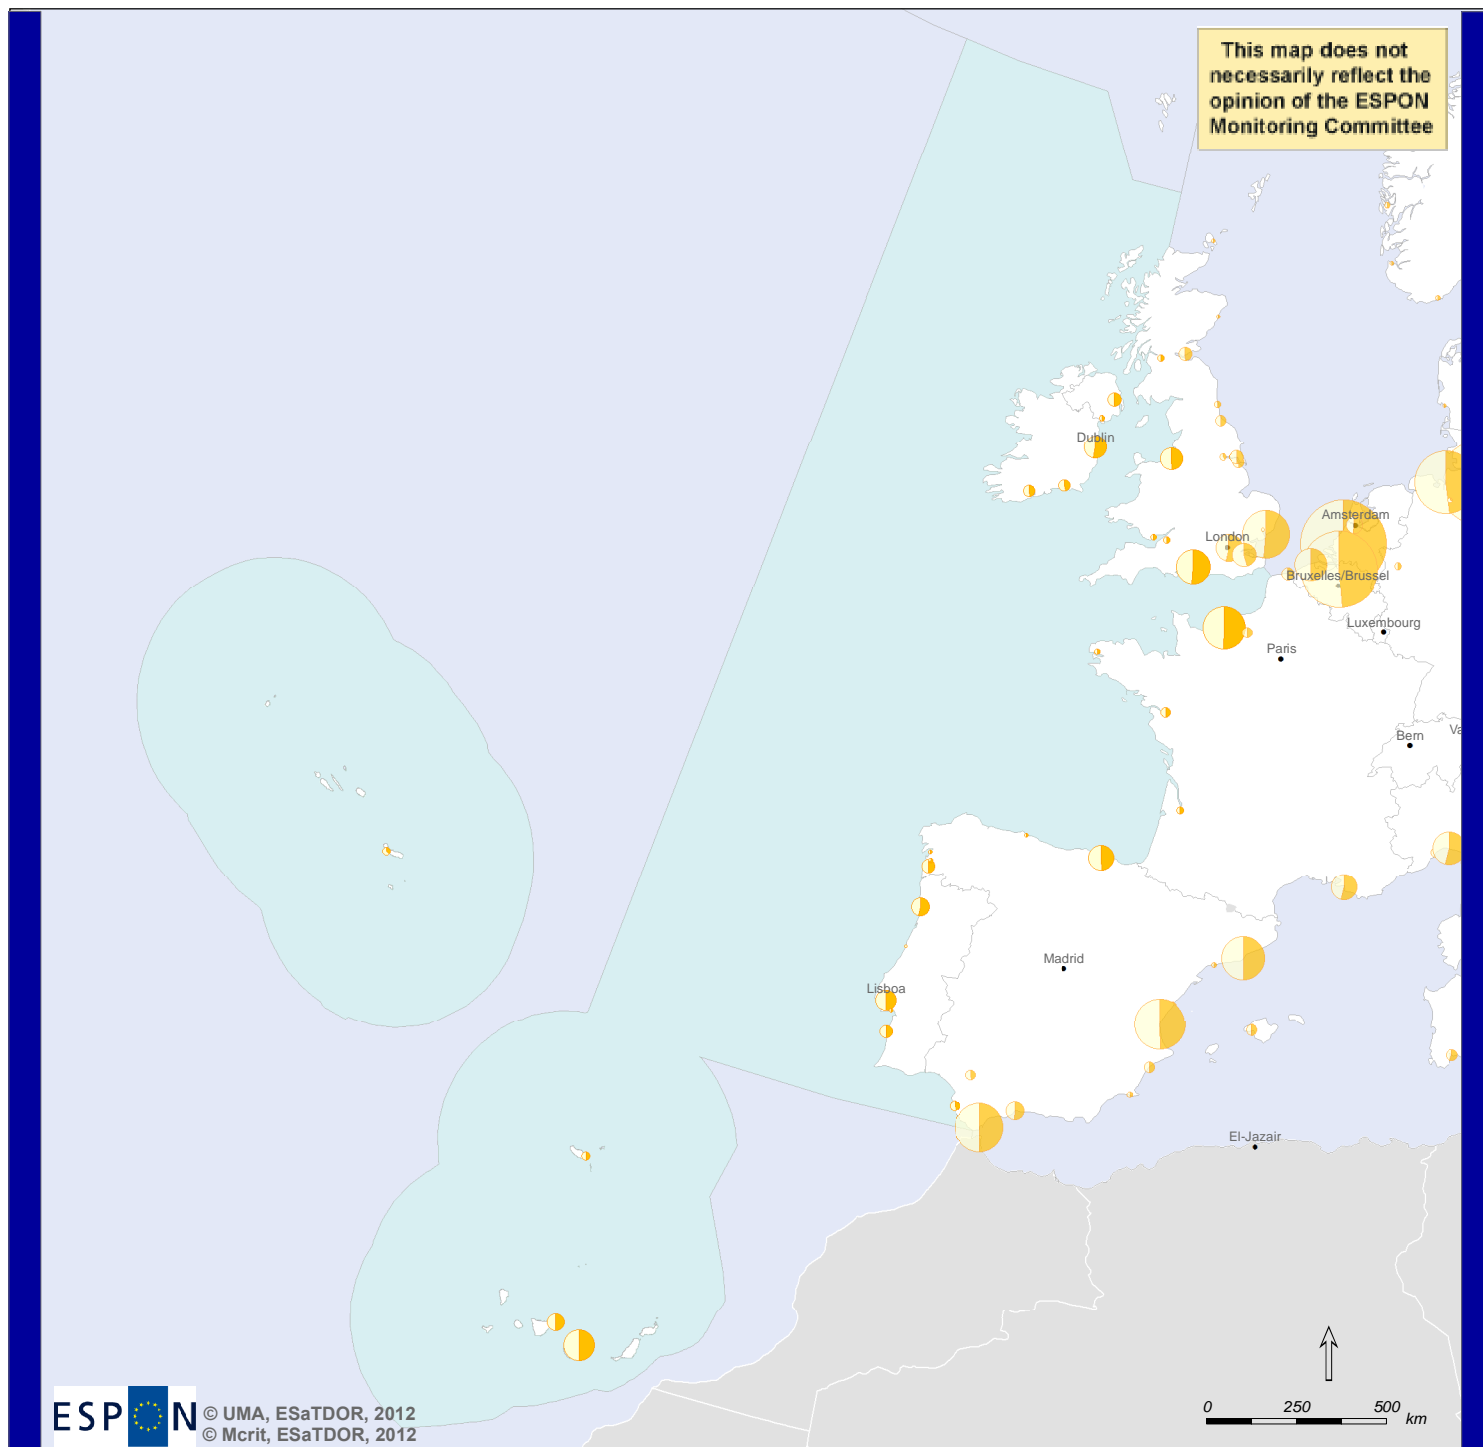 This map does not
necessarily reflect the
opinion of the ESPON
Monitoring Committee
Dublin
Amsterdam
London
Bruxelles/Brussel
Luxembourg
Paris
Bern
Va
Madrid
Lisboa
El-Jazair
0 250 500 km
ESPON
© UMA, ESaTDOR, 2012
© Mcrit, ESaTDOR, 2012